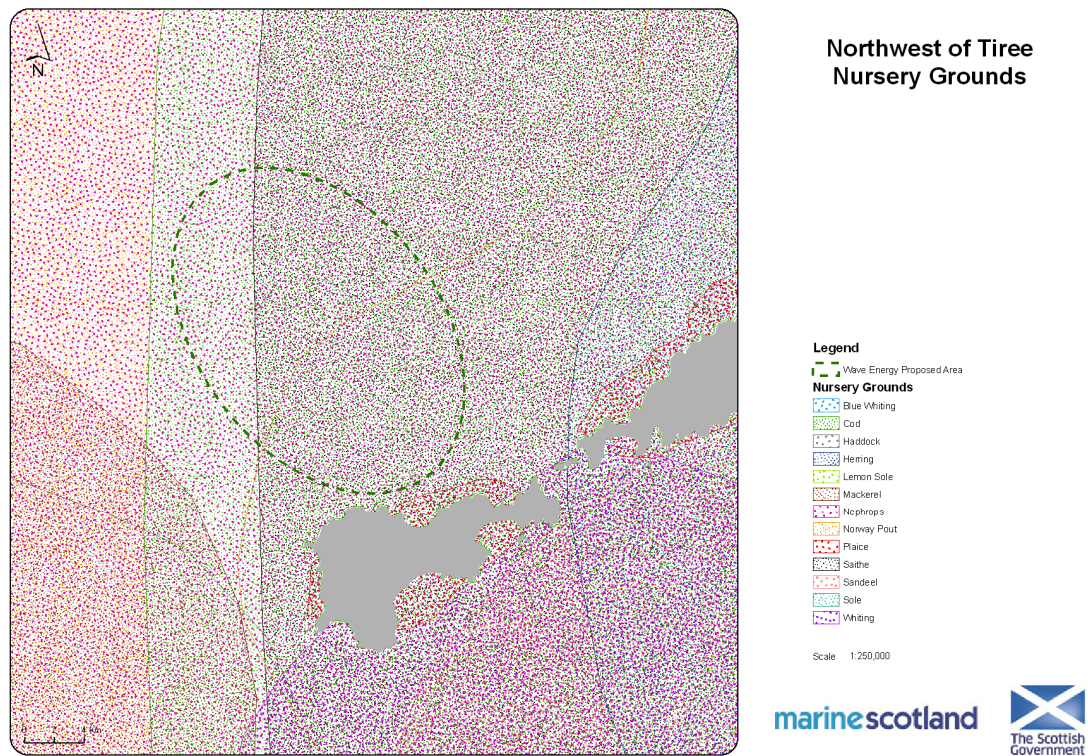 Northwest of Tiree
Nursery Grounds
N
Legend
Wave Energy Proposed Area
Nursery Grounds
Blue Whiting
Cod
Haddock
Herring
Lemon Sole
Mackerel
Nephrops
Norway Pout
Plaice
Saithe
Sandeel
Sole
Whiting
Scale 1:250,000
marinescotland
The Scottish
Government